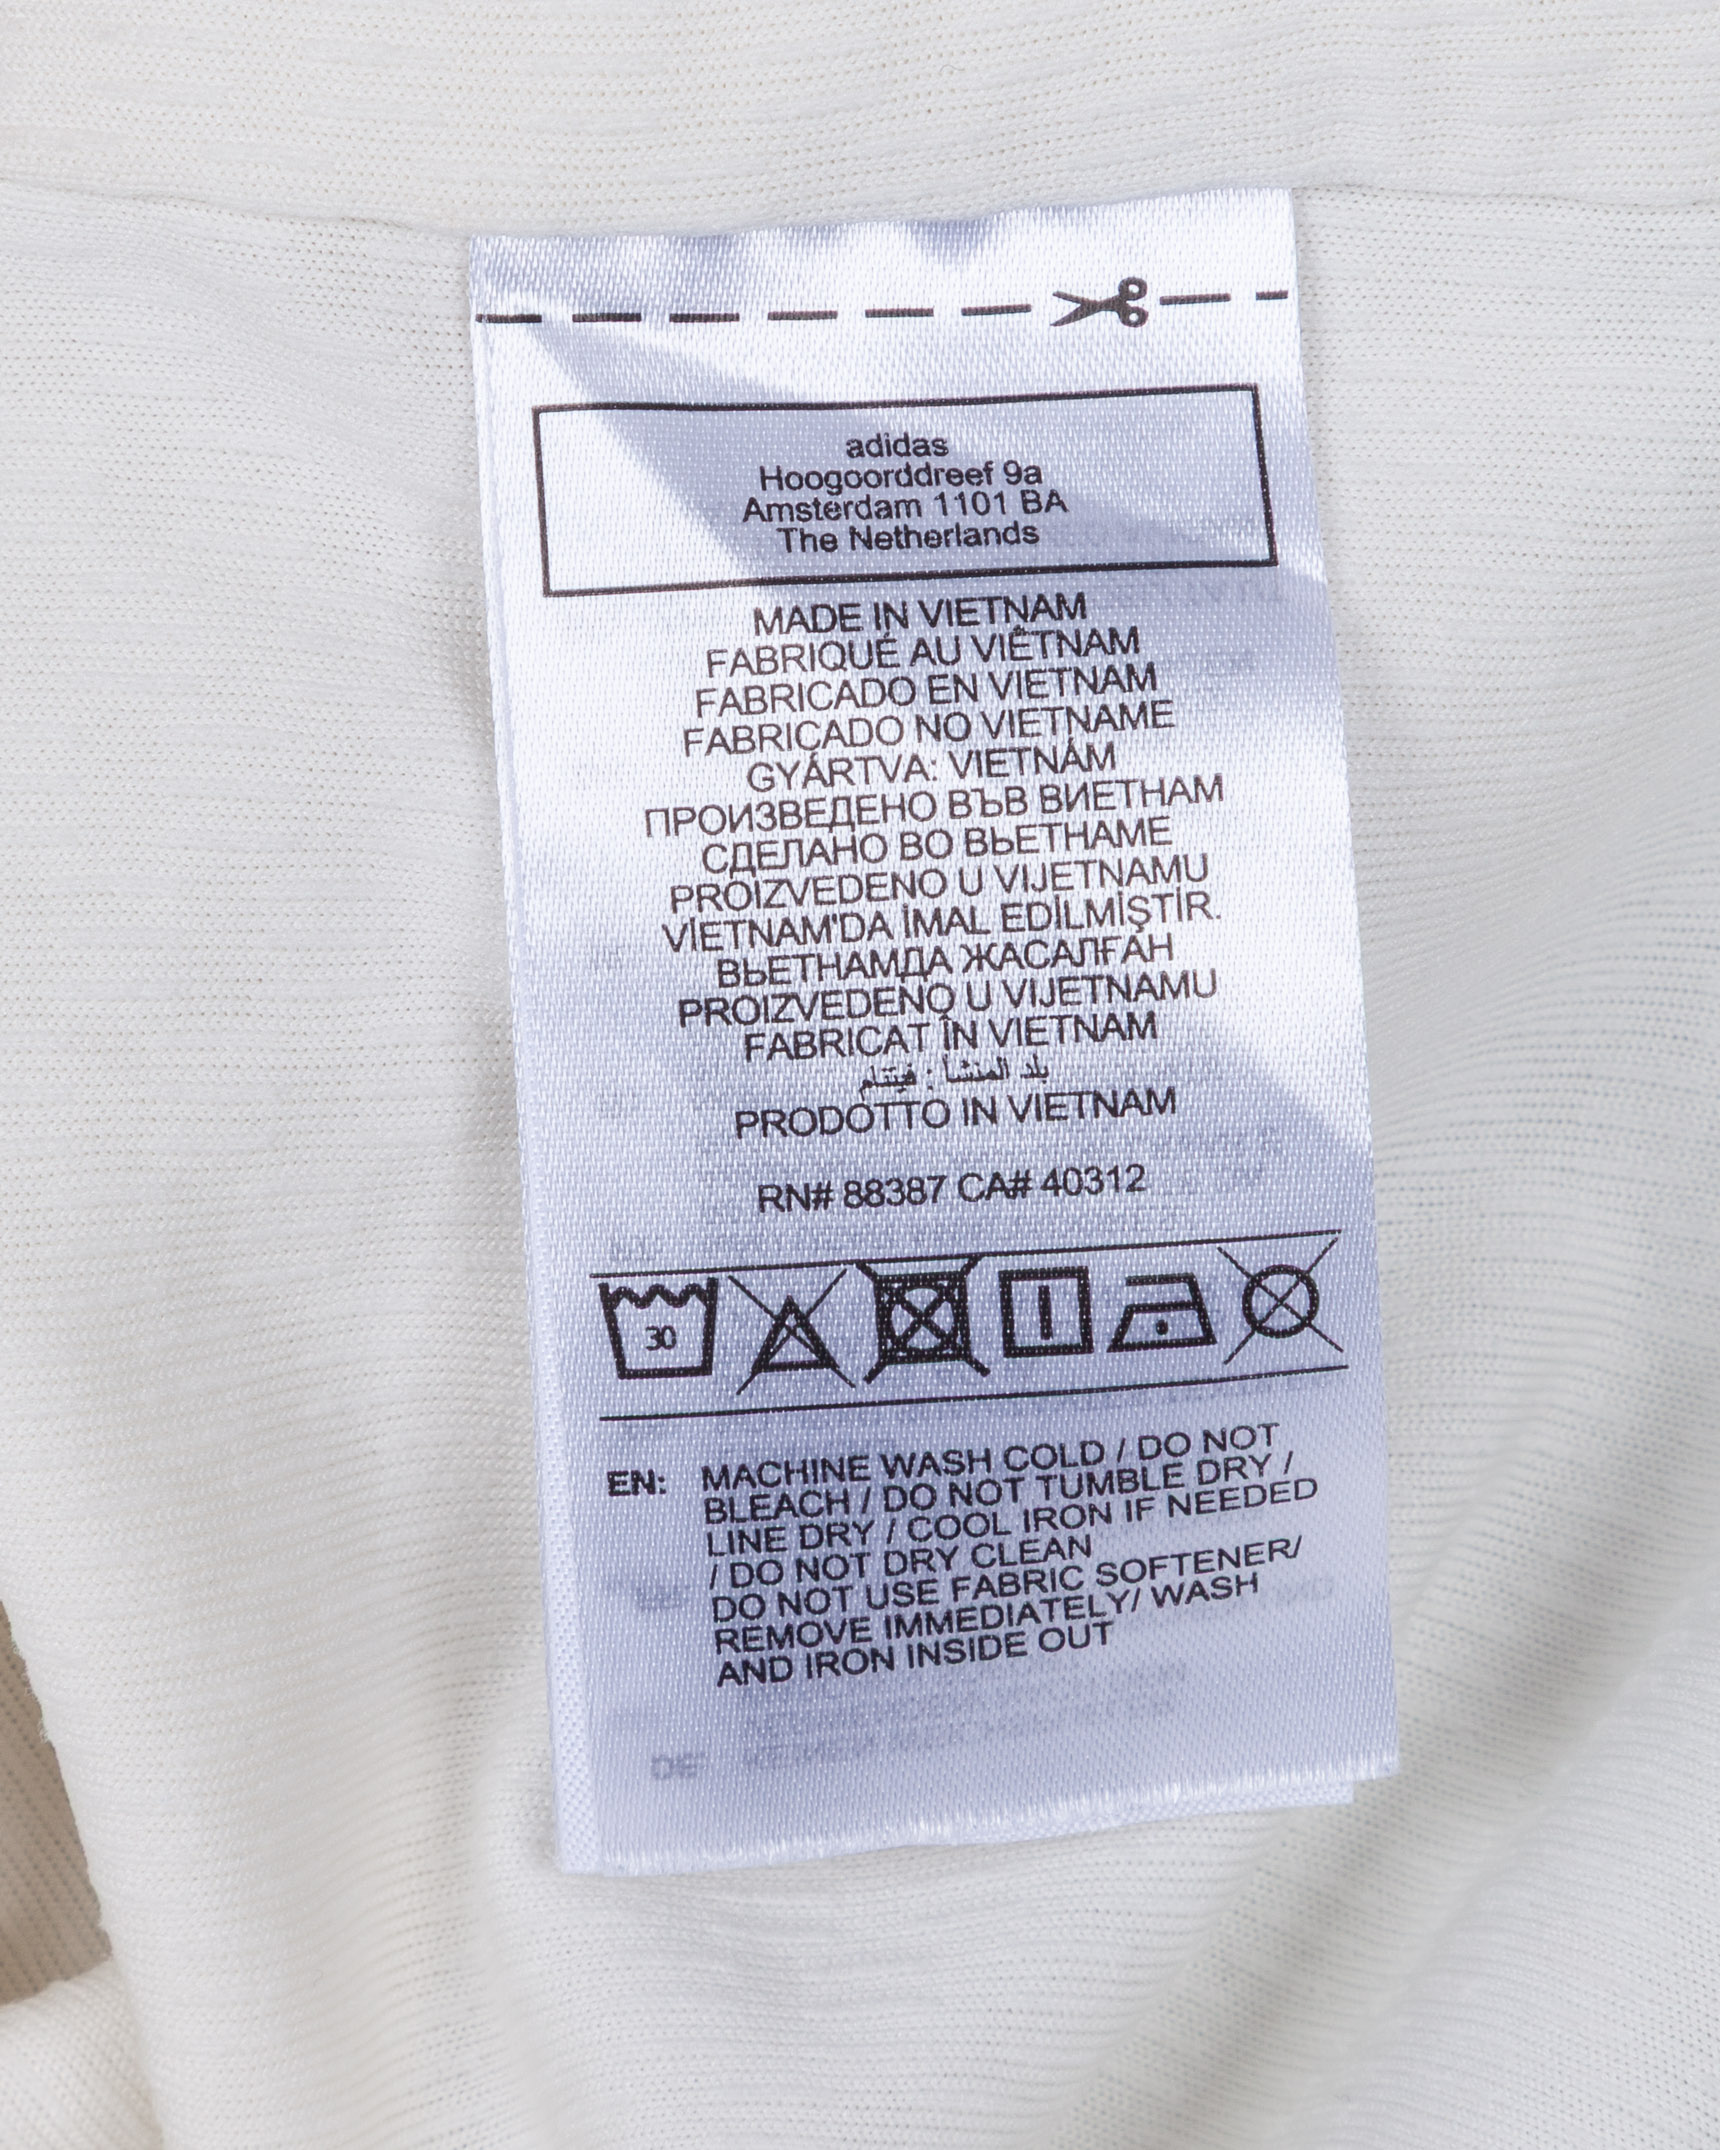 adidas
Hoogoorddreef 9a
Amsterdam 1101 BA
The Netherlands
MADE IN VIETNAM
FABRIQUÉ AU VIÊTNAM
FABRICADO EN VIETNAM
FABRICADO NO VIETNAME
GYÁRTVA: VIETNÁM
ПРОИЗВЕДЕНО ВЪВ ВИЕТНАМ
СДЕЛАНО ВО ВЬЕТНАМЕ
PROIZVEDENO U VIJETNAMU
VİETNAM'DA İMAL EDİLMİŞTİR.
ВЬЕТНАМДА ЖАСАЛҒАН
PROIZVEDENO U VIJETNAMU
FABRICAT ÎN VIETNAM
بلد المنشأ : فيتنام
PRODOTTO IN VIETNAM
RN# 88387 CA# 40312
30
EN: MACHINE WASH COLD / DO NOT
BLEACH / DO NOT TUMBLE DRY /
LINE DRY / COOL IRON IF NEEDED
/ DO NOT DRY CLEAN
DO NOT USE FABRIC SOFTENER/
REMOVE IMMEDIATELY/ WASH
AND IRON INSIDE OUT
DE